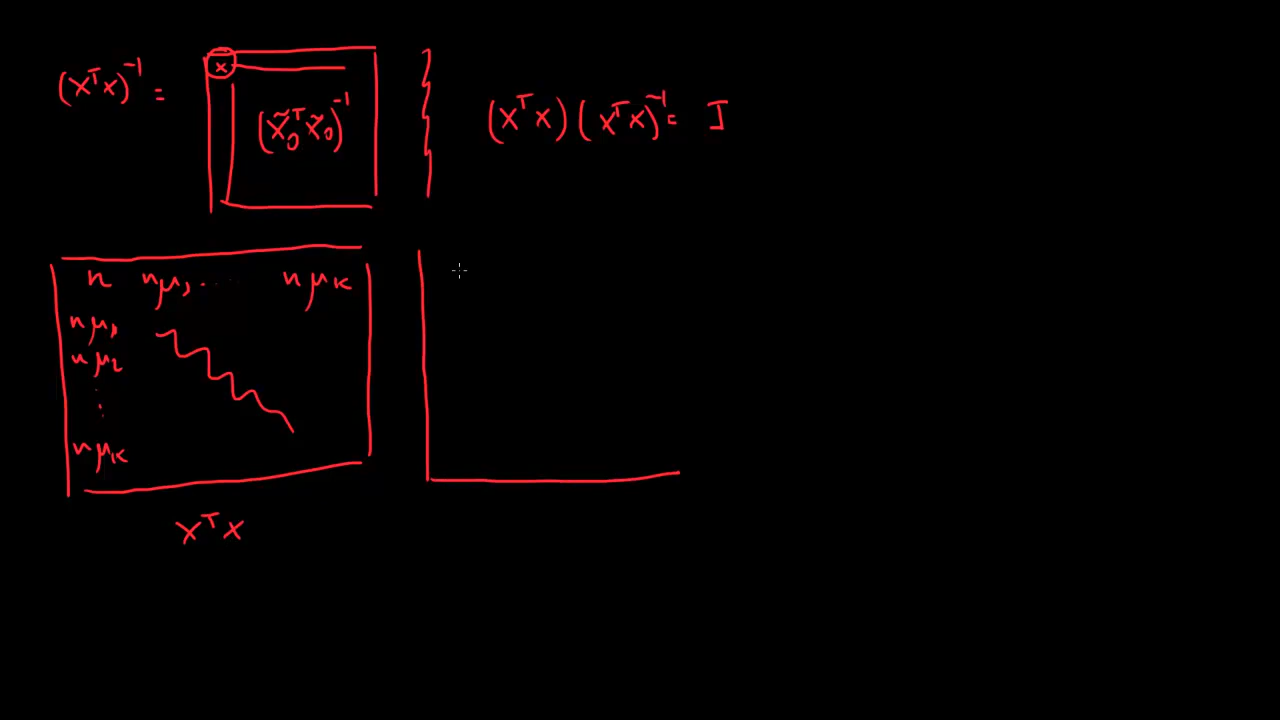 (XᵀX)⁻¹ =
x
(X̃₀ᵀX̃₀)⁻¹
(XᵀX)(XᵀX)⁻¹ = I
n nμ₁ ..... nμₖ
nμ₁
nμ₂
⋮
nμₖ
XᵀX